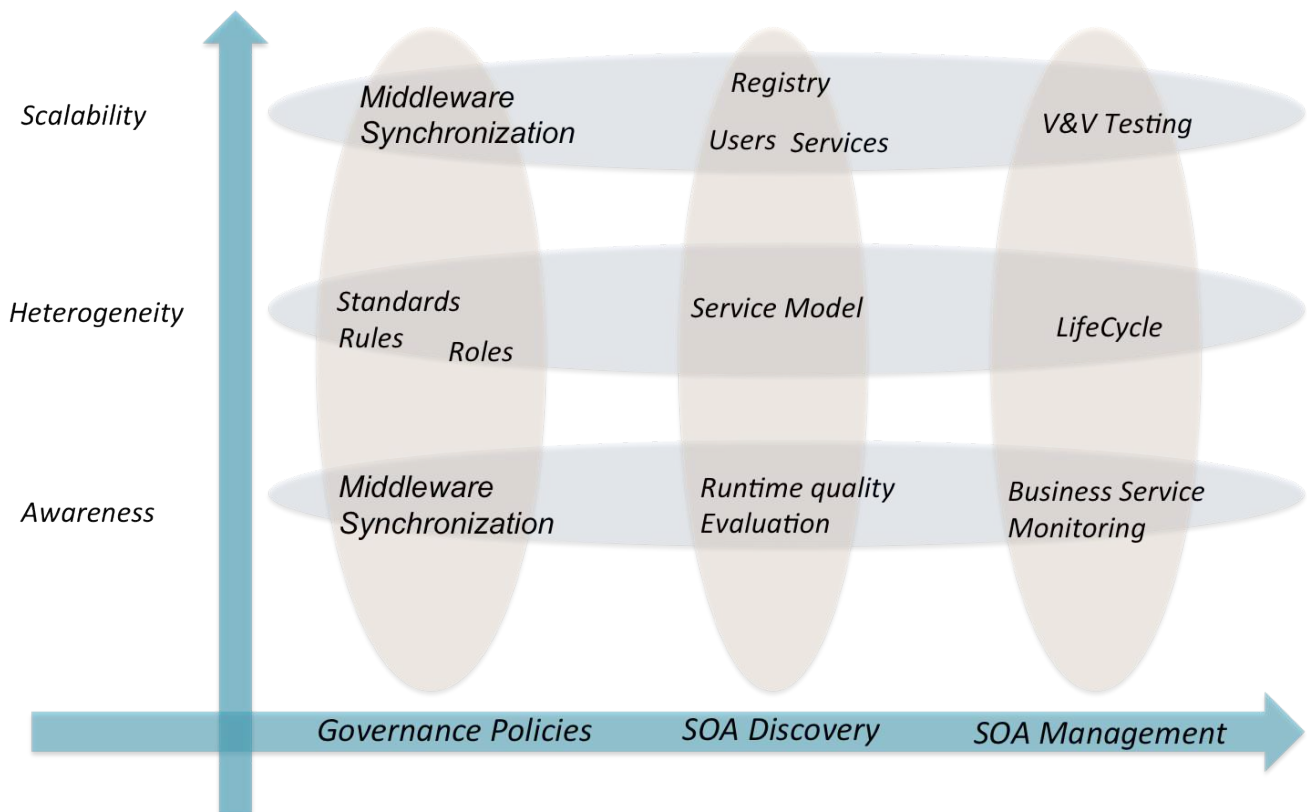 Scalability
Middleware
Synchronization
Registry
Users Services
V&V Testing
Heterogeneity
Standards
Rules
Roles
Service Model
LifeCycle
Awareness
Middleware
Synchronization
Runtime quality
Evaluation
Business Service
Monitoring
Governance Policies
SOA Discovery
SOA Management